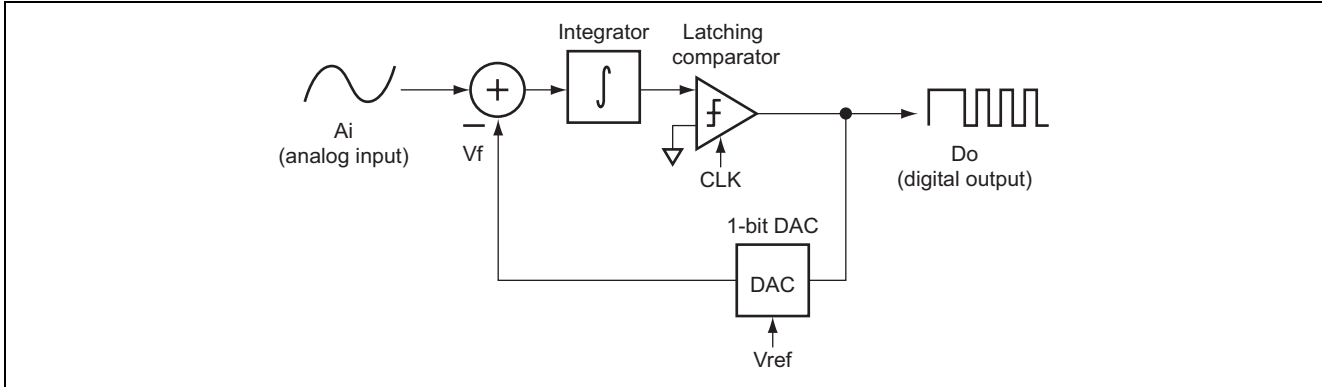 Integrator
Latching
comparator
+
∫
Ai
(analog input)
−
Vf
CLK
Do
(digital output)
1-bit DAC
DAC
Vref